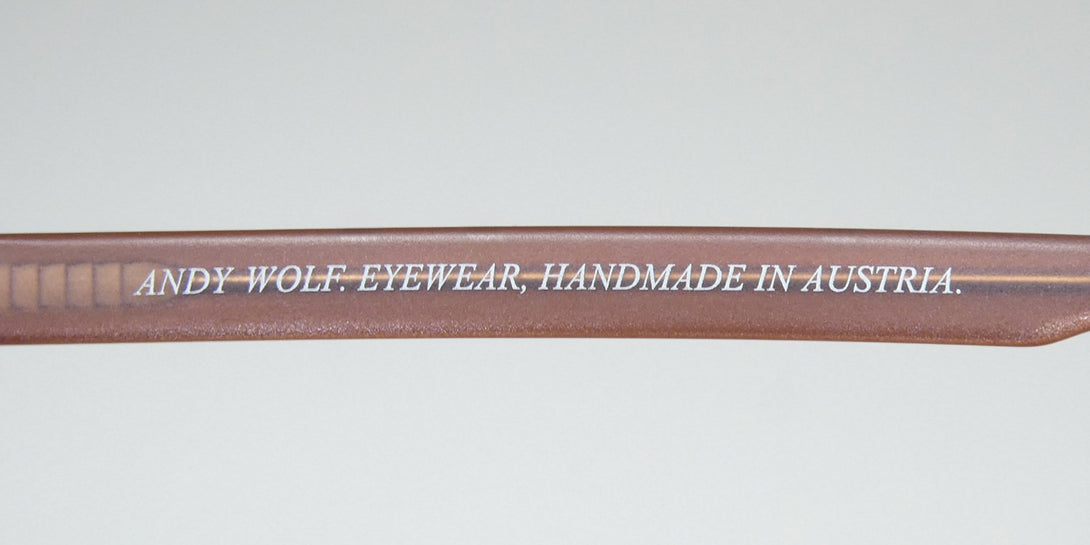 ANDY WOLF. EYEWEAR, HANDMADE IN AUSTRIA.